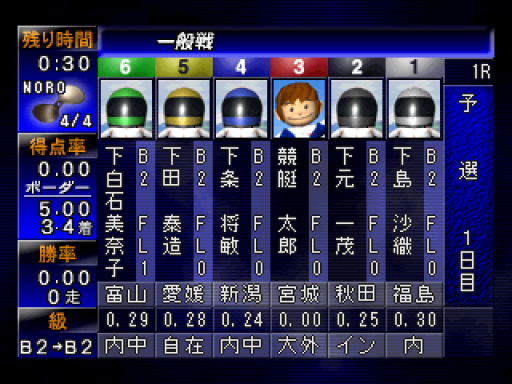 残り時間
0:30
NORO
4/4
得点率
0.00
ボーダー
5.00
3·4着
勝率
0.00
0走
級
B2→B2
一般戦
6 5 4 3 2 1
1R
予選 1日目
下白石美奈子 B2 FL1
下田 泰造 B2 FL0
下条 将敏 B2 FL0
競艇 太郎 B2 FL0
下元 一茂 B2 FL0
下島 沙織 B2 FL0
富山 愛媛 新潟 宮城 秋田 福島
0.29 0.28 0.24 0.00 0.25 0.30
内中 自在 内中 大外 イン 内